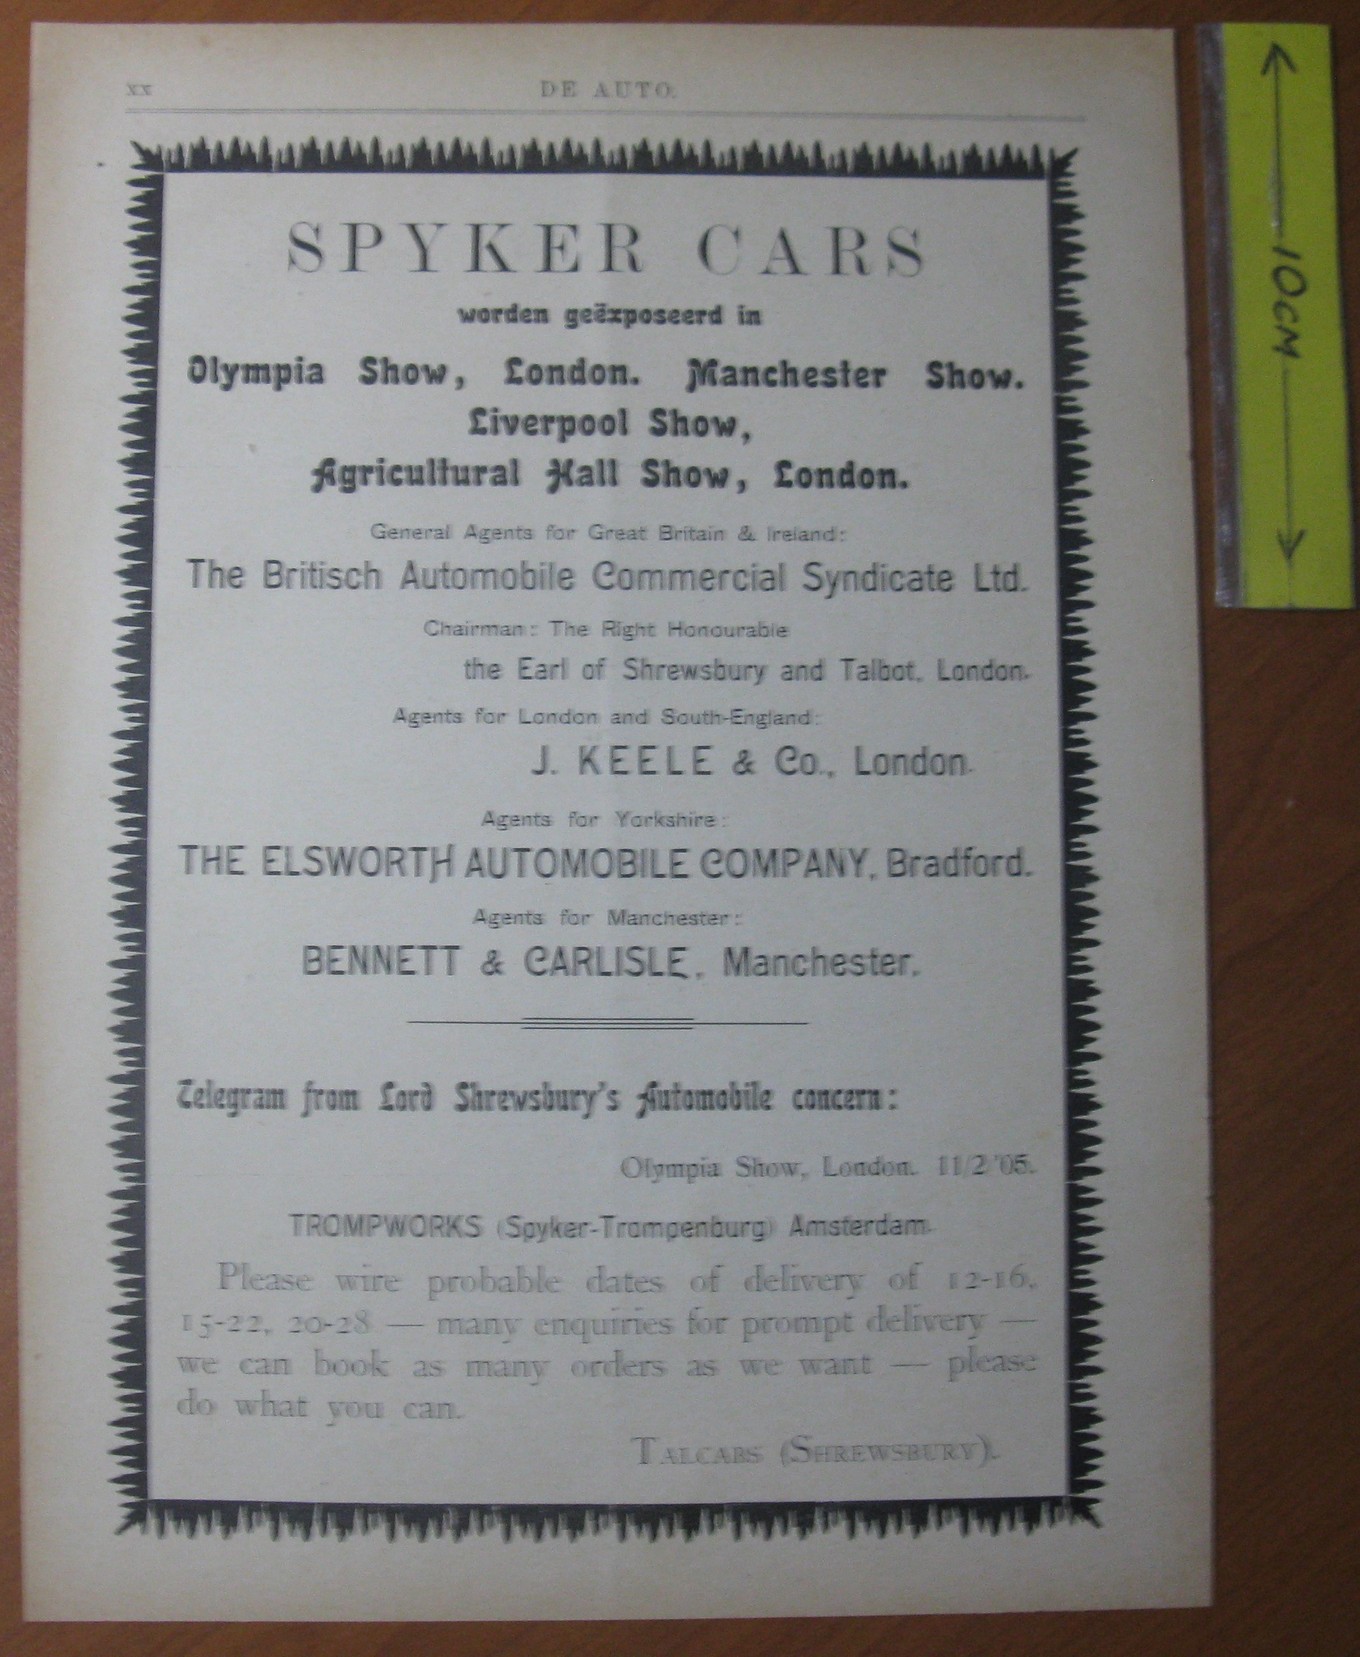 xx
DE AUTO.
SPYKER CARS
worden geëxposeerd in
Olympia Show, London. Manchester Show.
Liverpool Show,
Agricultural Hall Show, London.
General Agents for Great Britain & Ireland:
The Britisch Automobile Commercial Syndicate Ltd.
Chairman: The Right Honourable
the Earl of Shrewsbury and Talbot, London.
Agents for London and South-England:
J. KEELE & Co., London.
Agents for Yorkshire:
THE ELSWORTH AUTOMOBILE COMPANY, Bradford.
Agents for Manchester:
BENNETT & CARLISLE, Manchester.
Telegram from Lord Shrewsbury's Automobile concern:
Olympia Show, London. 11/2 '05.
TROMPWORKS (Spyker-Trompenburg) Amsterdam.
Please wire probable dates of delivery of 12-16,
15-22, 20-28 — many enquiries for prompt delivery —
we can book as many orders as we want — please
do what you can.
TALCABS (SHREWSBURY).
10CM